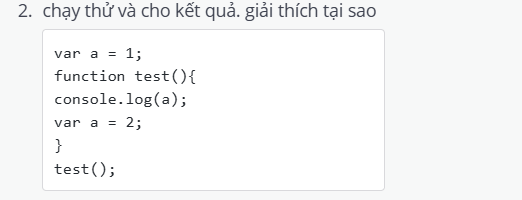 2. chạy thử và cho kết quả. giải thích tại sao
var a = 1;
function test(){
console.log(a);
var a = 2;
}
test();